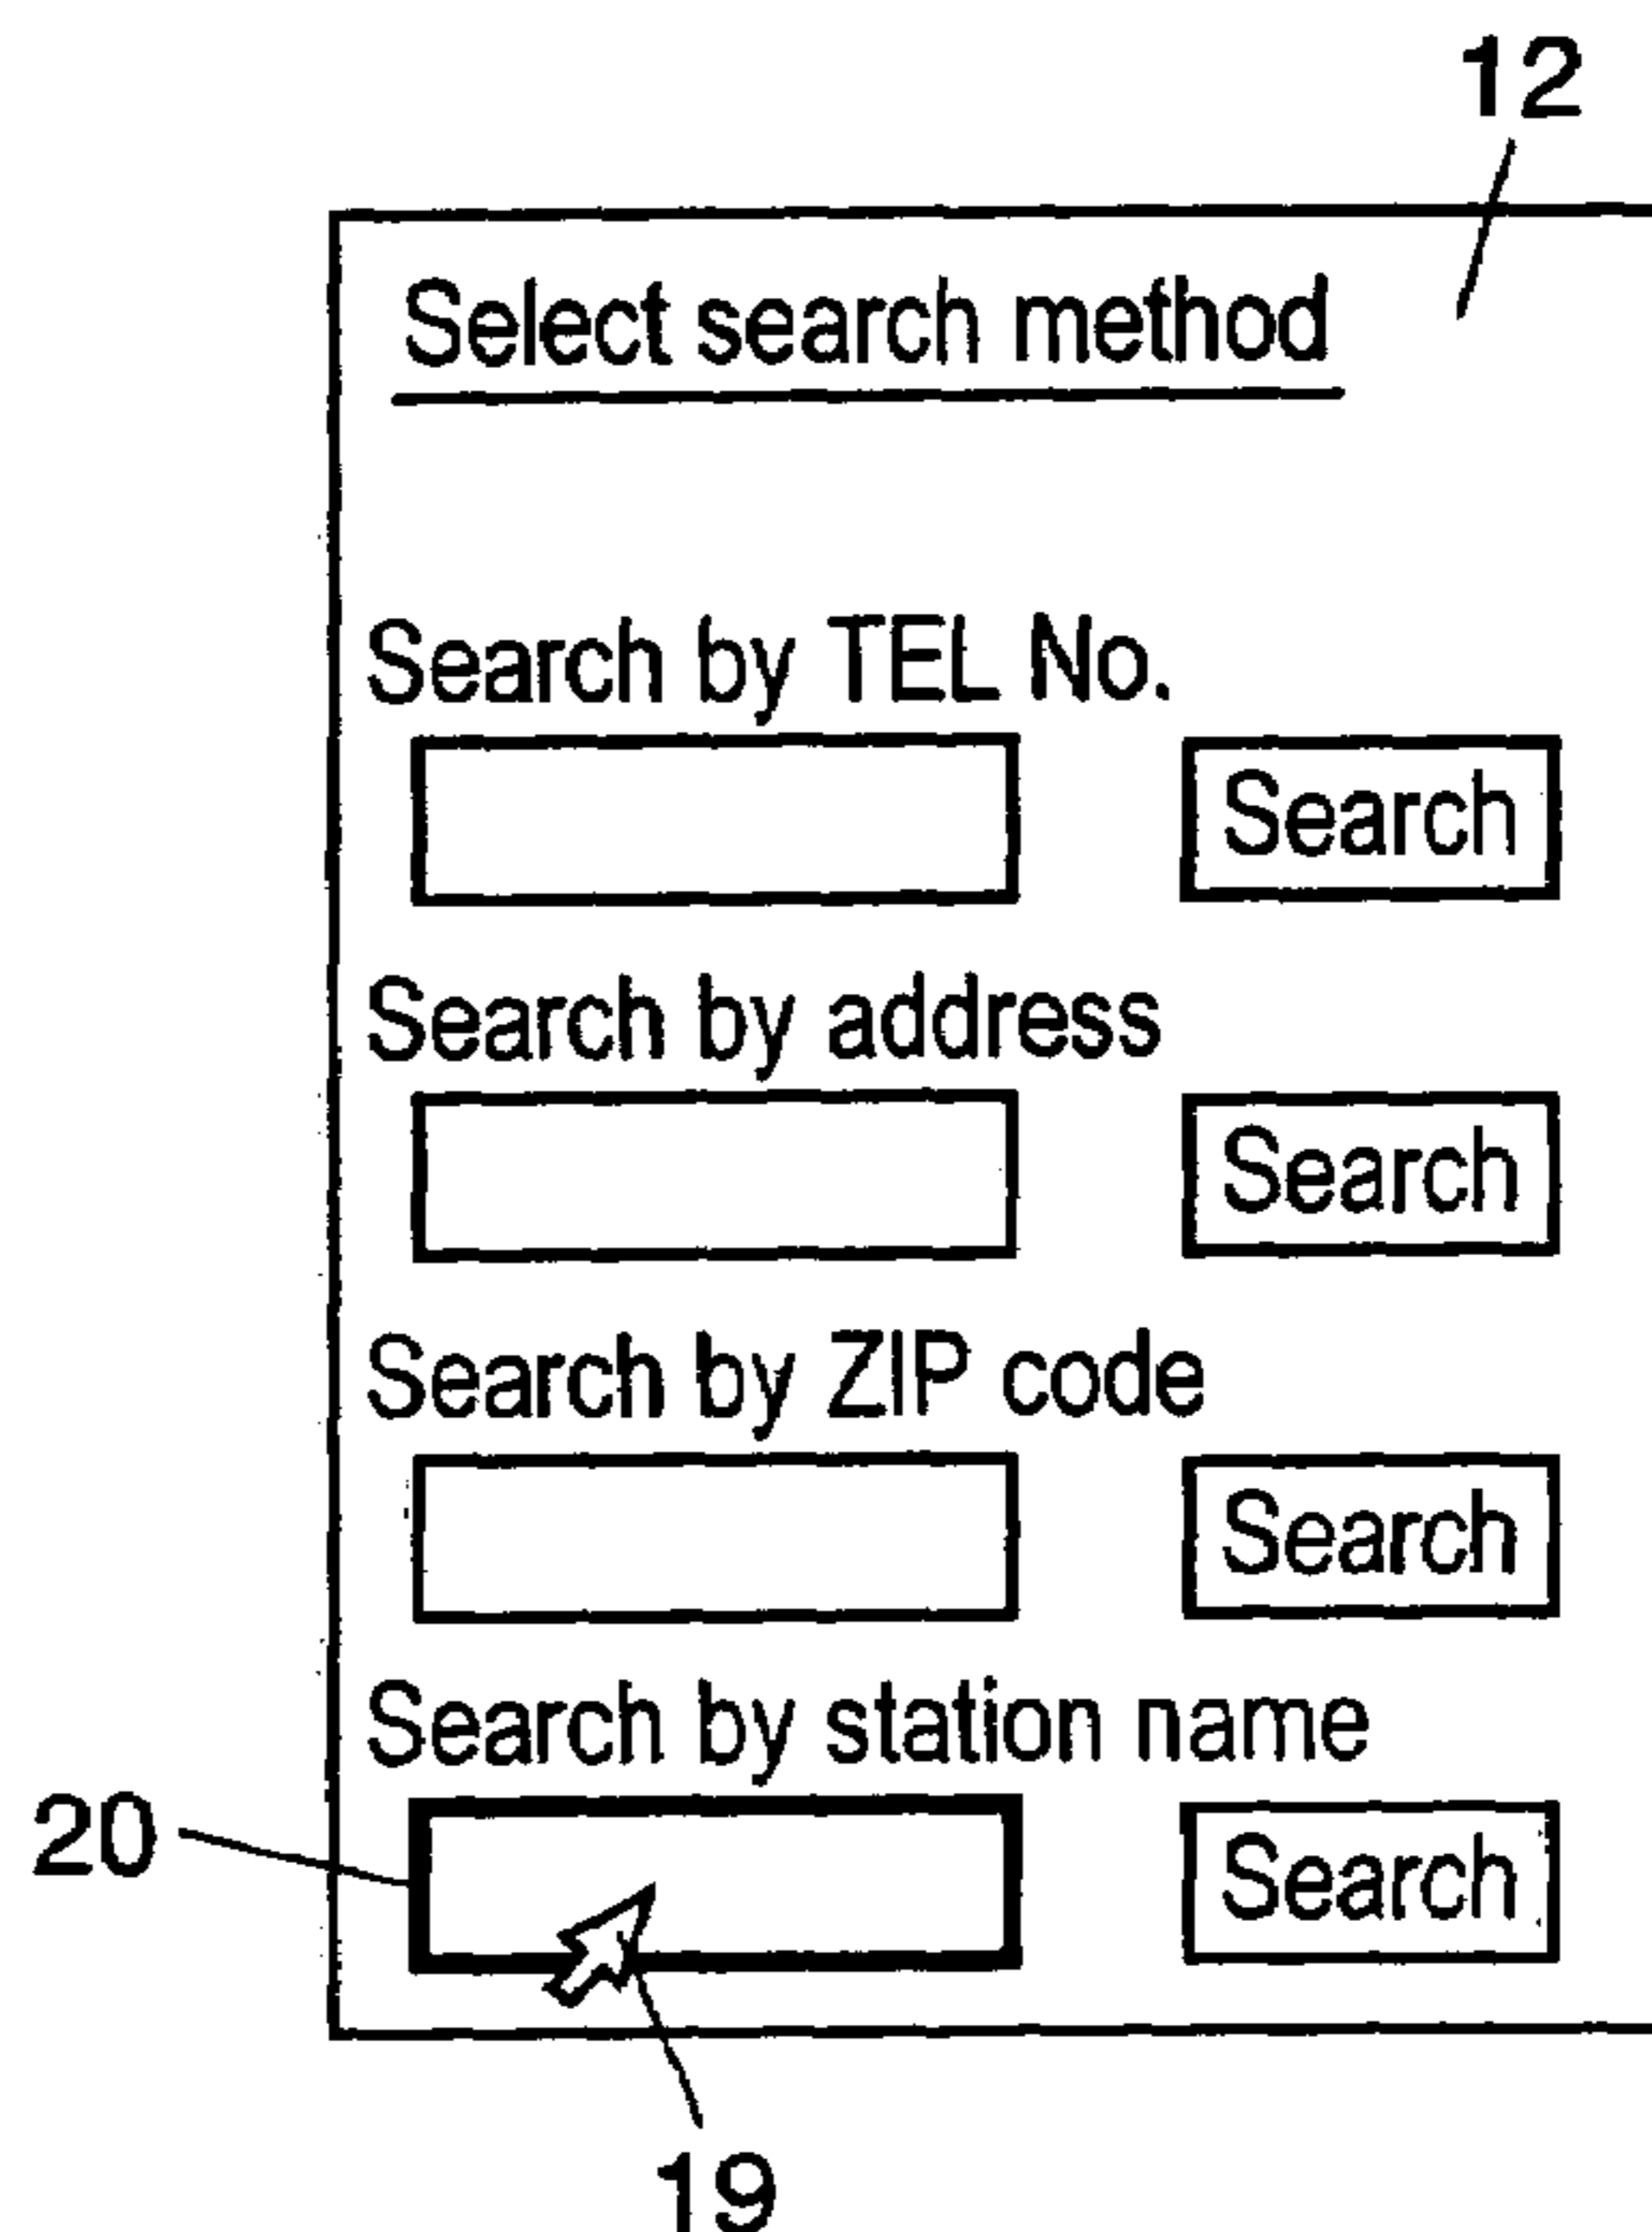 12
Select search method
Search by TEL No.
Search
Search by address
Search
Search by ZIP code
Search
Search by station name
20
Search
19